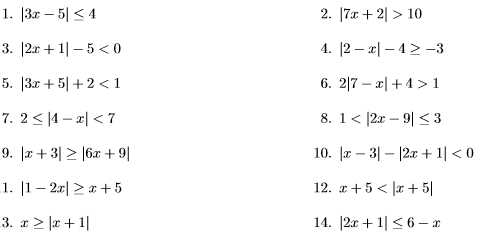 1. |3x − 5| ≤ 4 2. |7x + 2| > 10
3. |2x + 1| − 5 < 0 4. |2 − x| − 4 ≥ −3
5. |3x + 5| + 2 < 1 6. 2|7 − x| + 4 > 1
7. 2 ≤ |4 − x| < 7 8. 1 < |2x − 9| ≤ 3
9. |x + 3| ≥ |6x + 9| 10. |x − 3| − |2x + 1| < 0
1. |1 − 2x| ≥ x + 5 12. x + 5 < |x + 5|
3. x ≥ |x + 1| 14. |2x + 1| ≤ 6 − x